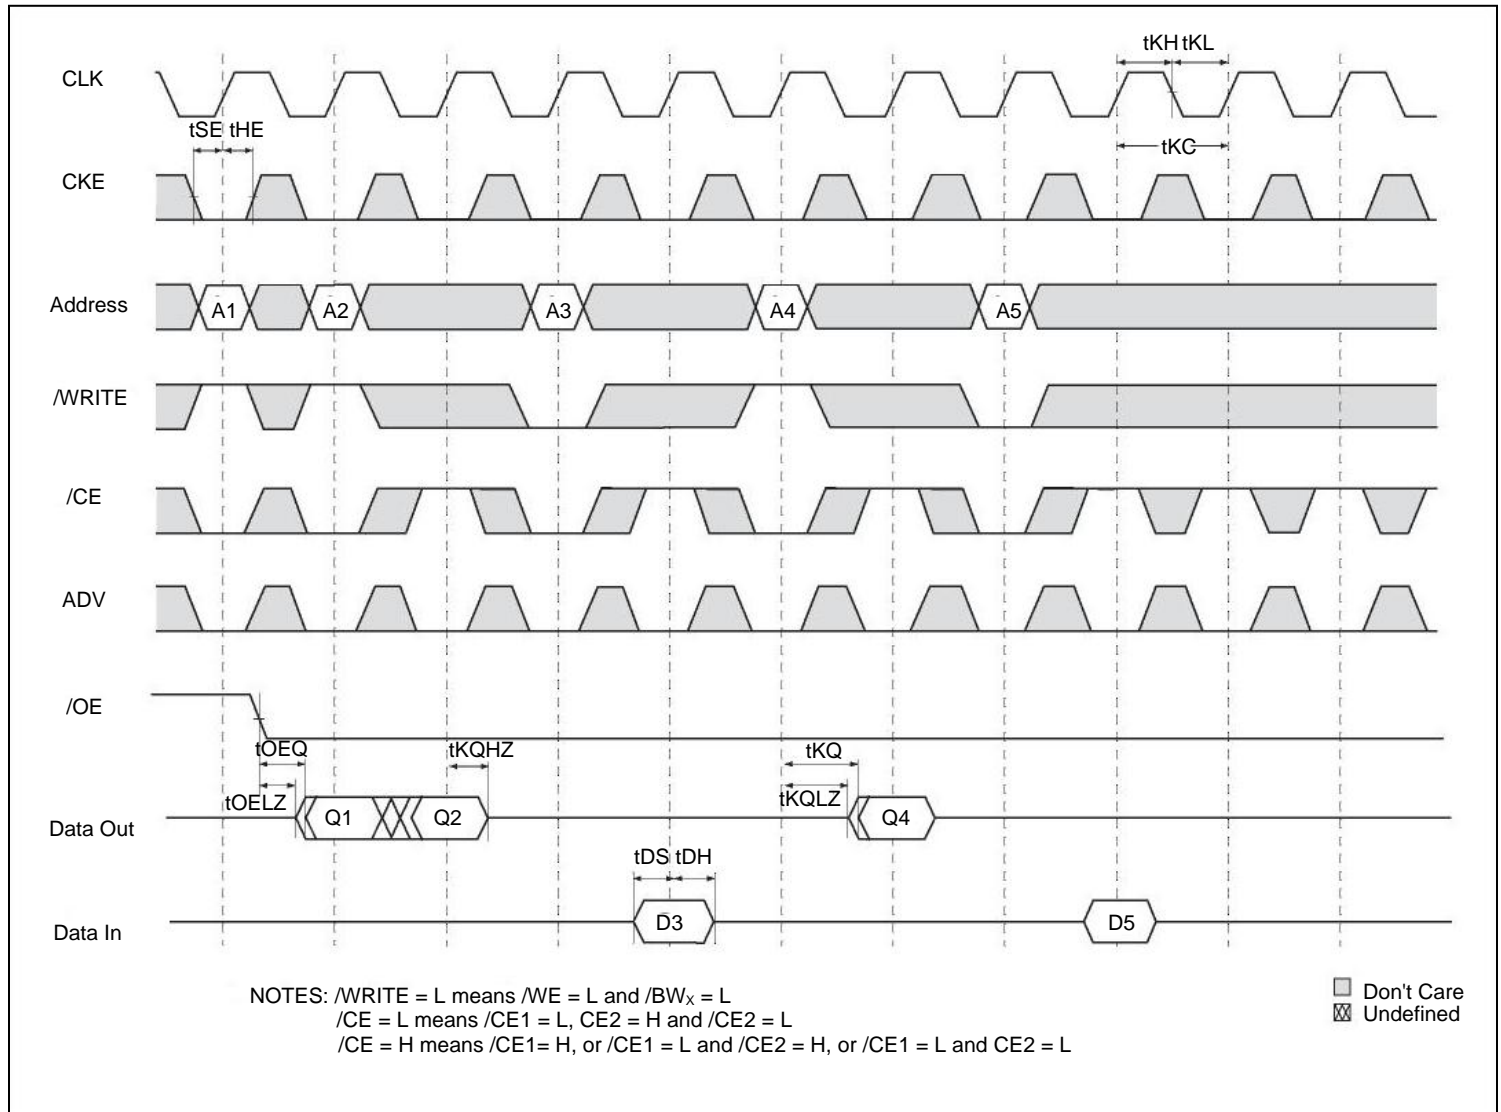 tKH tKL
CLK
tSE tHE
tKC
CKE
Address
A1 A2 A3 A4 A5
/WRITE
/CE
ADV
/OE
tOEQ tKQHZ tKQ
tOELZ tKQLZ
Q1 Q2 Q4
Data Out
tDS tDH
D3 D5
Data In
NOTES: /WRITE = L means /WE = L and /BWX = L
/CE = L means /CE1 = L, CE2 = H and /CE2 = L
/CE = H means /CE1= H, or /CE1 = L and /CE2 = H, or /CE1 = L and CE2 = L
Don't Care
Undefined